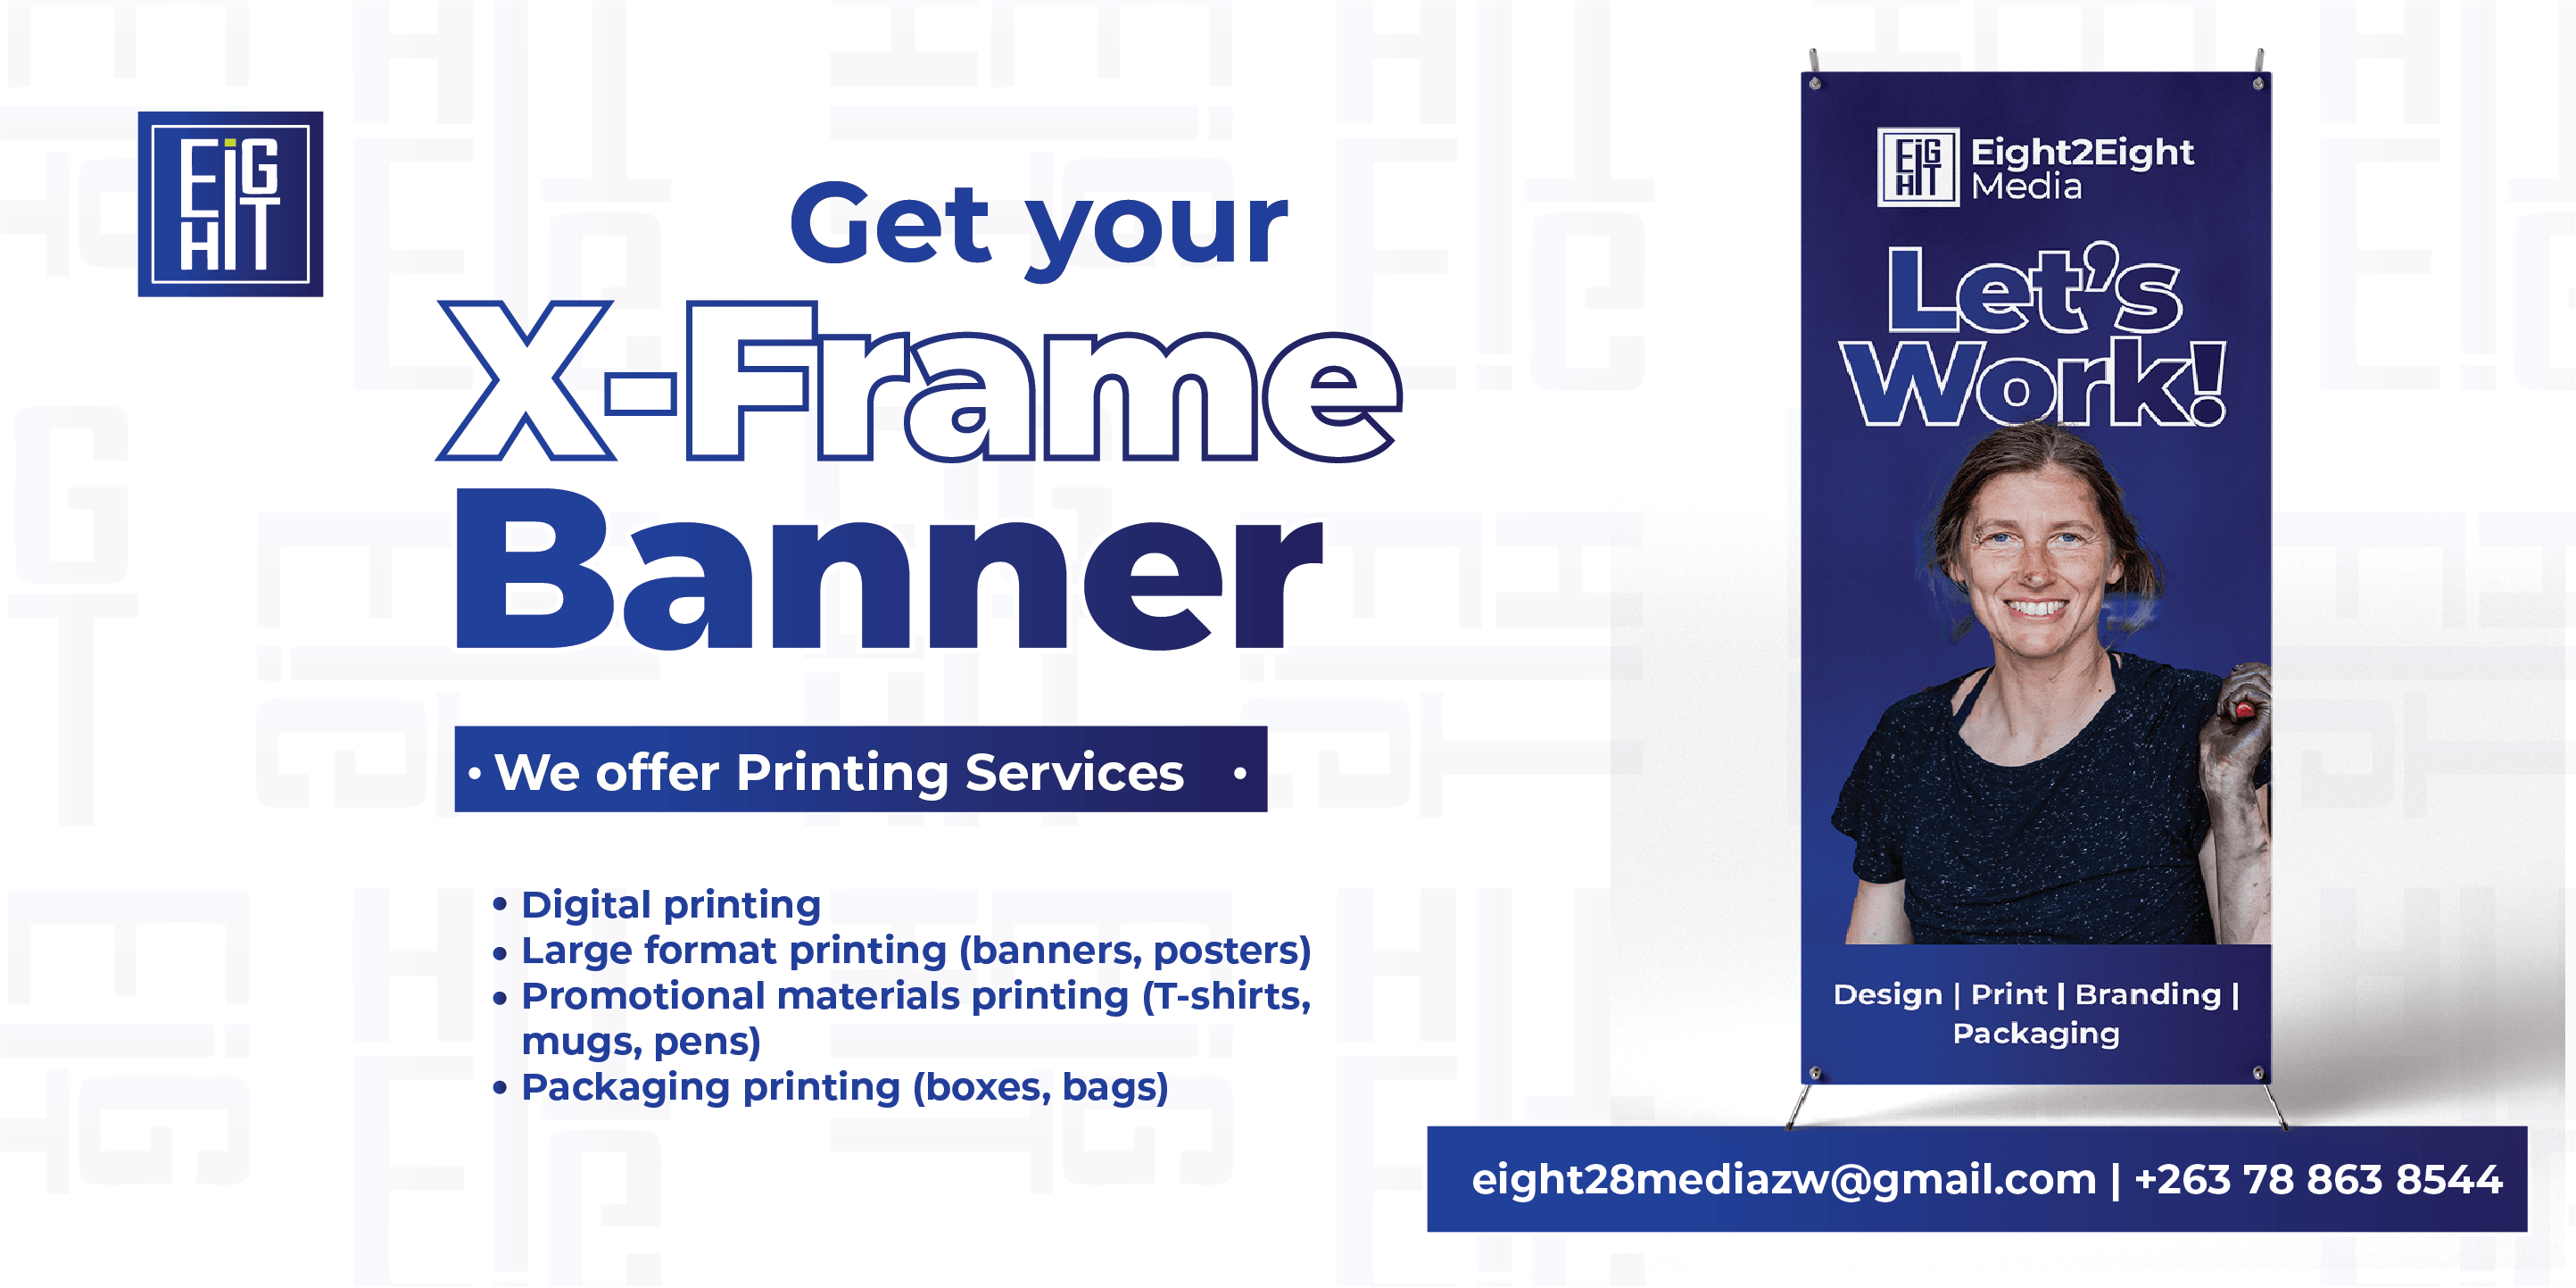 EiGHT
Get your
X-Frame
Banner
• We offer Printing Services •
• Digital printing
• Large format printing (banners, posters)
• Promotional materials printing (T-shirts,
mugs, pens)
• Packaging printing (boxes, bags)
EiGHT
Eight2Eight
Media
Let's
Work!
Design | Print | Branding |
Packaging
eight28mediazw@gmail.com | +263 78 863 8544